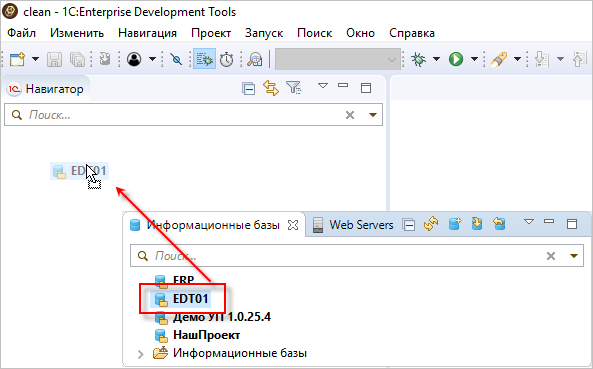 clean - 1C:Enterprise Development Tools
Файл Изменить Навигация Проект Запуск Поиск Окно Справка
Навигатор
Поиск...
EDT01
Информационные базы Web Servers
Поиск...
ERP
EDT01
Демо УП 1.0.25.4
НашПроект
Информационные базы